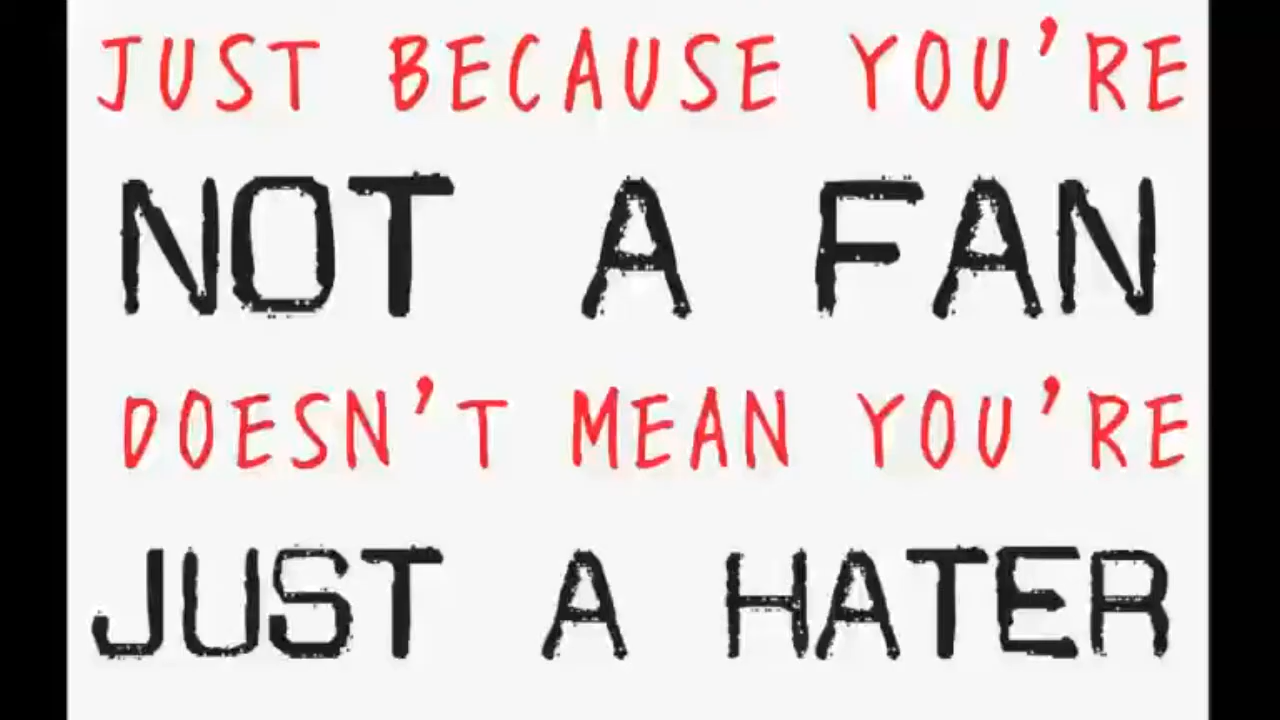 JUST BECAUSE YOU'RE
NOT A FAN
DOESN'T MEAN YOU'RE
JUST A HATER